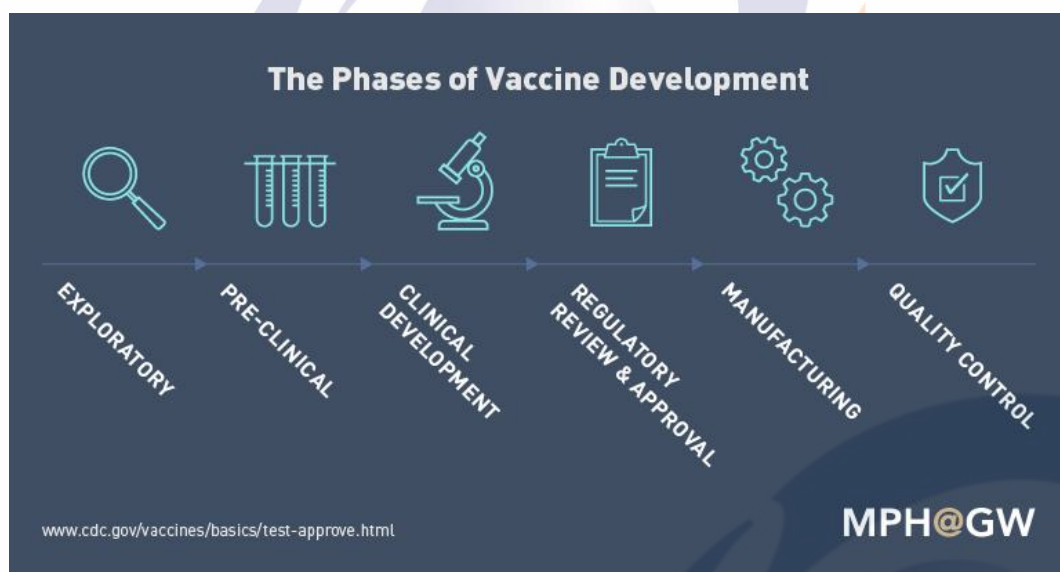 The Phases of Vaccine Development
EXPLORATORY
PRE-CLINICAL
CLINICAL
DEVELOPMENT
REGULATORY
REVIEW & APPROVAL
MANUFACTURING
QUALITY CONTROL
www.cdc.gov/vaccines/basics/test-approve.html
MPH@GW